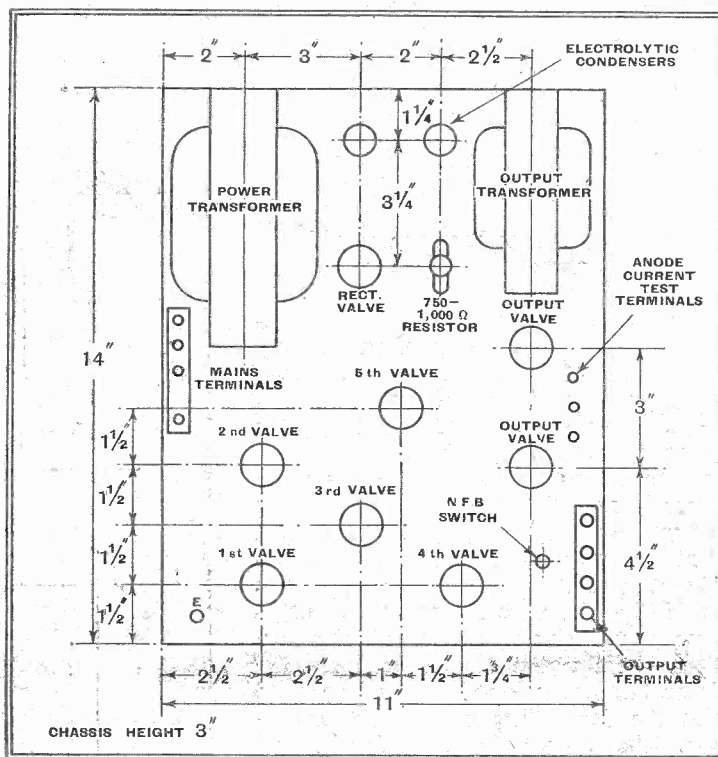 2" 3" 2" 2½"
ELECTROLYTIC
CONDENSERS
1¼"
POWER
TRANSFORMER
OUTPUT
TRANSFORMER
3¼"
ANODE
CURRENT
TEST
TERMINALS
RECT.
VALVE
750–
1,000 Ω
RESISTOR
OUTPUT
VALVE
14"
MAINS
TERMINALS
5th VALVE
3"
1½"
2nd VALVE
OUTPUT
VALVE
1½"
3rd VALVE
N F B
SWITCH
1½"
1st VALVE
4th VALVE
4½"
1½"
E
2½" 2½" 1" 1½" 1¾"
OUTPUT
TERMINALS
11"
CHASSIS HEIGHT 3"